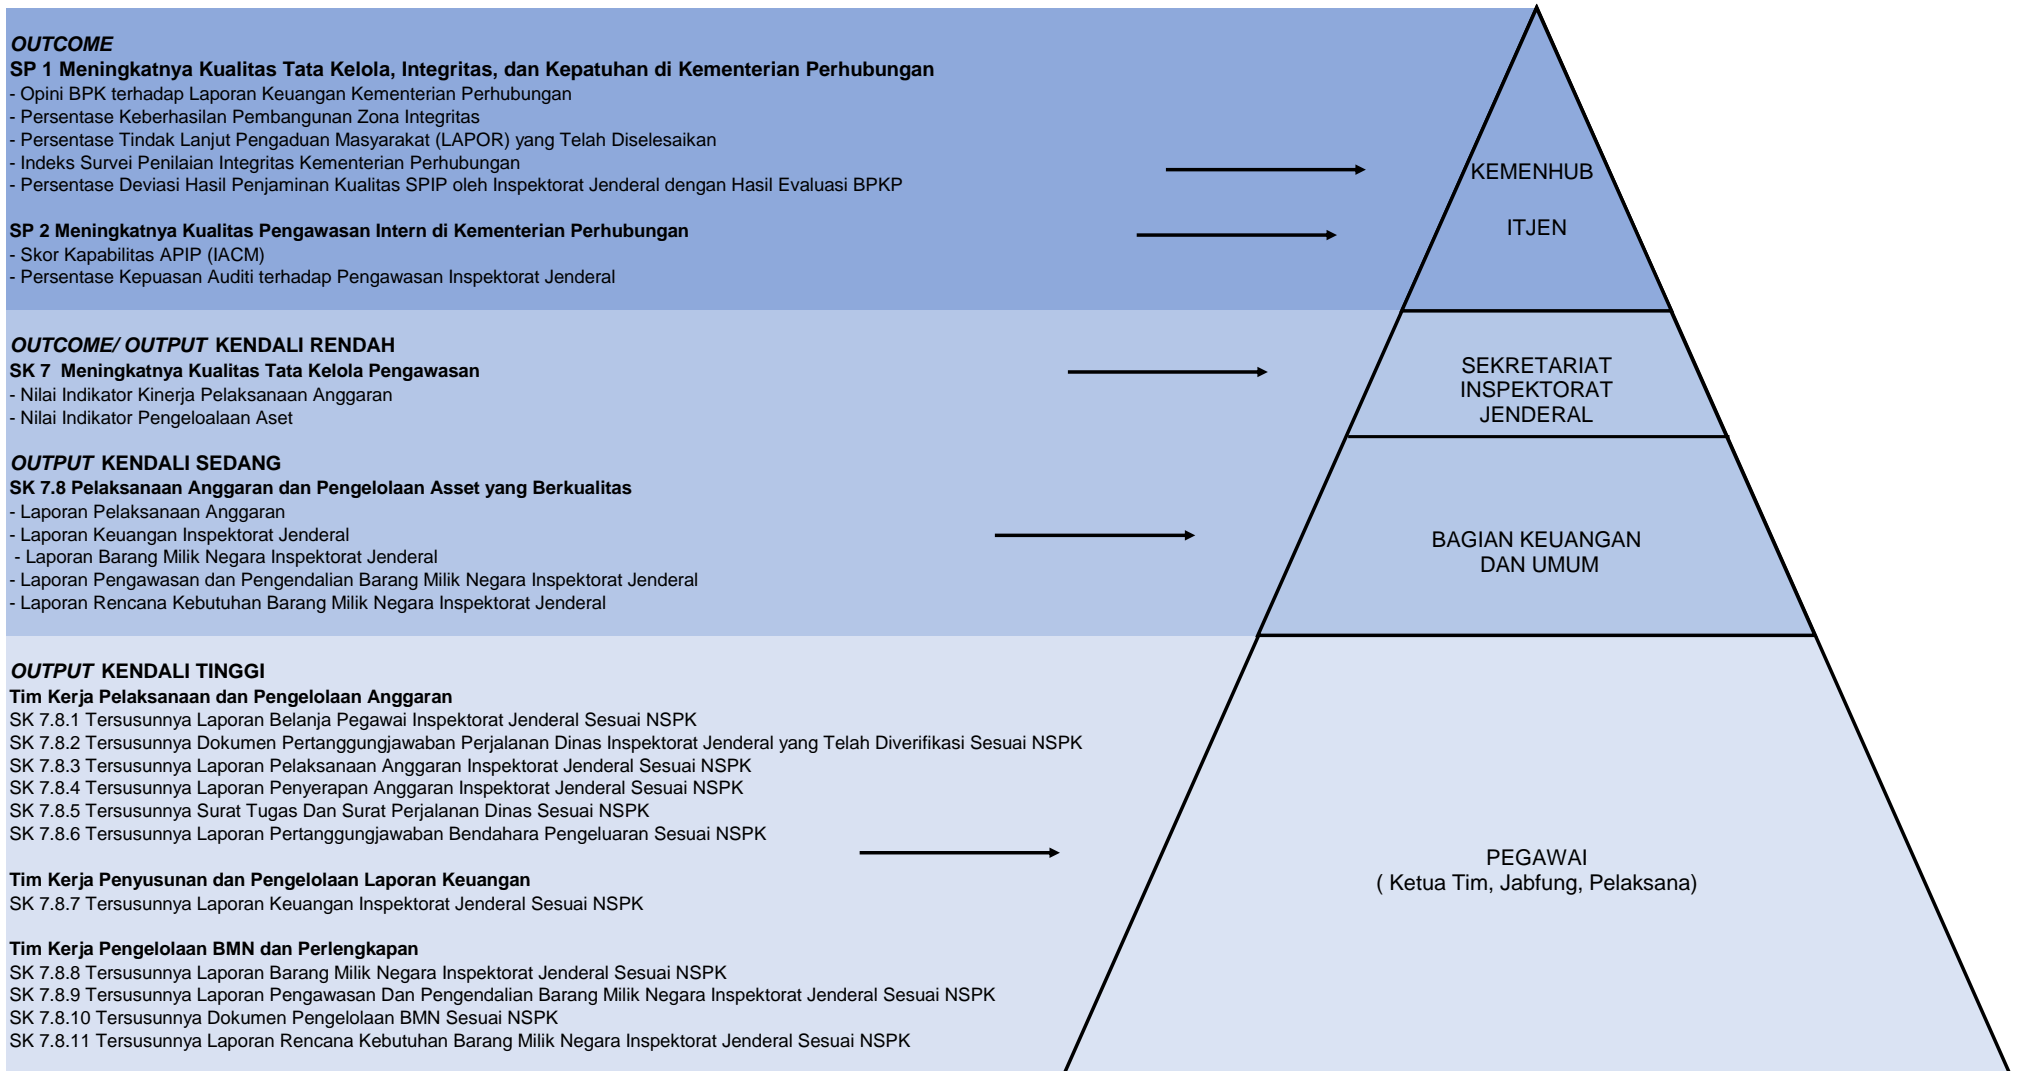 OUTCOME
SP 1 Meningkatnya Kualitas Tata Kelola, Integritas, dan Kepatuhan di Kementerian Perhubungan
- Opini BPK terhadap Laporan Keuangan Kementerian Perhubungan
- Persentase Keberhasilan Pembangunan Zona Integritas
- Persentase Tindak Lanjut Pengaduan Masyarakat (LAPOR) yang Telah Diselesaikan
- Indeks Survei Penilaian Integritas Kementerian Perhubungan
- Persentase Deviasi Hasil Penjaminan Kualitas SPIP oleh Inspektorat Jenderal dengan Hasil Evaluasi BPKP
SP 2 Meningkatnya Kualitas Pengawasan Intern di Kementerian Perhubungan
- Skor Kapabilitas APIP (IACM)
- Persentase Kepuasan Auditi terhadap Pengawasan Inspektorat Jenderal
KEMENHUB
ITJEN
OUTCOME/ OUTPUT KENDALI RENDAH
SK 7 Meningkatnya Kualitas Tata Kelola Pengawasan
- Nilai Indikator Kinerja Pelaksanaan Anggaran
- Nilai Indikator Pengeloalaan Aset
SEKRETARIAT
INSPEKTORAT
JENDERAL
OUTPUT KENDALI SEDANG
SK 7.8 Pelaksanaan Anggaran dan Pengelolaan Asset yang Berkualitas
- Laporan Pelaksanaan Anggaran
- Laporan Keuangan Inspektorat Jenderal
- Laporan Barang Milik Negara Inspektorat Jenderal
- Laporan Pengawasan dan Pengendalian Barang Milik Negara Inspektorat Jenderal
- Laporan Rencana Kebutuhan Barang Milik Negara Inspektorat Jenderal
BAGIAN KEUANGAN
DAN UMUM
OUTPUT KENDALI TINGGI
Tim Kerja Pelaksanaan dan Pengelolaan Anggaran
SK 7.8.1 Tersusunnya Laporan Belanja Pegawai Inspektorat Jenderal Sesuai NSPK
SK 7.8.2 Tersusunnya Dokumen Pertanggungjawaban Perjalanan Dinas Inspektorat Jenderal yang Telah Diverifikasi Sesuai NSPK
SK 7.8.3 Tersusunnya Laporan Pelaksanaan Anggaran Inspektorat Jenderal Sesuai NSPK
SK 7.8.4 Tersusunnya Laporan Penyerapan Anggaran Inspektorat Jenderal Sesuai NSPK
SK 7.8.5 Tersusunnya Surat Tugas Dan Surat Perjalanan Dinas Sesuai NSPK
SK 7.8.6 Tersusunnya Laporan Pertanggungjawaban Bendahara Pengeluaran Sesuai NSPK
Tim Kerja Penyusunan dan Pengelolaan Laporan Keuangan
SK 7.8.7 Tersusunnya Laporan Keuangan Inspektorat Jenderal Sesuai NSPK
Tim Kerja Pengelolaan BMN dan Perlengkapan
SK 7.8.8 Tersusunnya Laporan Barang Milik Negara Inspektorat Jenderal Sesuai NSPK
SK 7.8.9 Tersusunnya Laporan Pengawasan Dan Pengendalian Barang Milik Negara Inspektorat Jenderal Sesuai NSPK
SK 7.8.10 Tersusunnya Dokumen Pengelolaan BMN Sesuai NSPK
SK 7.8.11 Tersusunnya Laporan Rencana Kebutuhan Barang Milik Negara Inspektorat Jenderal Sesuai NSPK
PEGAWAI
( Ketua Tim, Jabfung, Pelaksana)